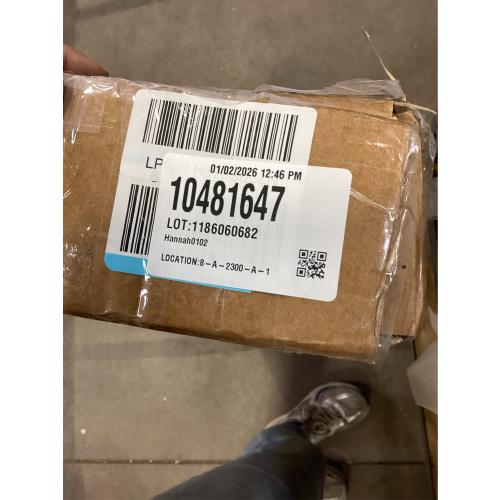 LP
01/02/2026 12:46 PM
10481647
LOT:1186060682
Hannah0102
LOCATION:8-A-2300-A-1